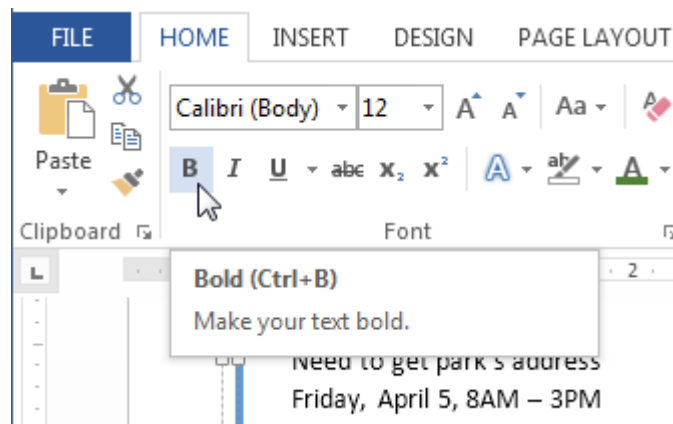 FILE HOME INSERT DESIGN PAGE LAYOUT
Calibri (Body) 12 A A Aa
Paste
B I U abc x₂ x² A ab A
Clipboard Font
L 2
Bold (Ctrl+B)
Make your text bold.
Need to get park's address
Friday, April 5, 8AM – 3PM